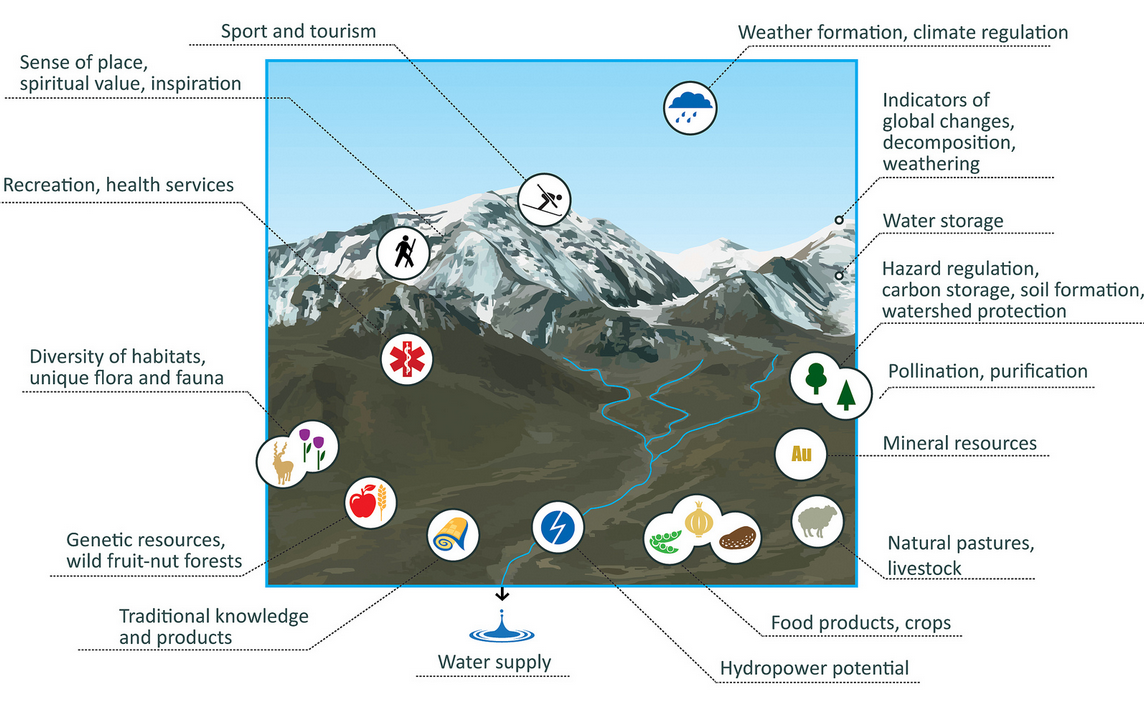 Sport and tourism
Weather formation, climate regulation
Sense of place,
spiritual value, inspiration
Indicators of
global changes,
decomposition,
weathering
Recreation, health services
Water storage
Hazard regulation,
carbon storage, soil formation,
watershed protection
Diversity of habitats,
unique flora and fauna
Pollination, purification
Au
Mineral resources
Genetic resources,
wild fruit-nut forests
Natural pastures,
livestock
Traditional knowledge
and products
Food products, crops
Water supply
Hydropower potential